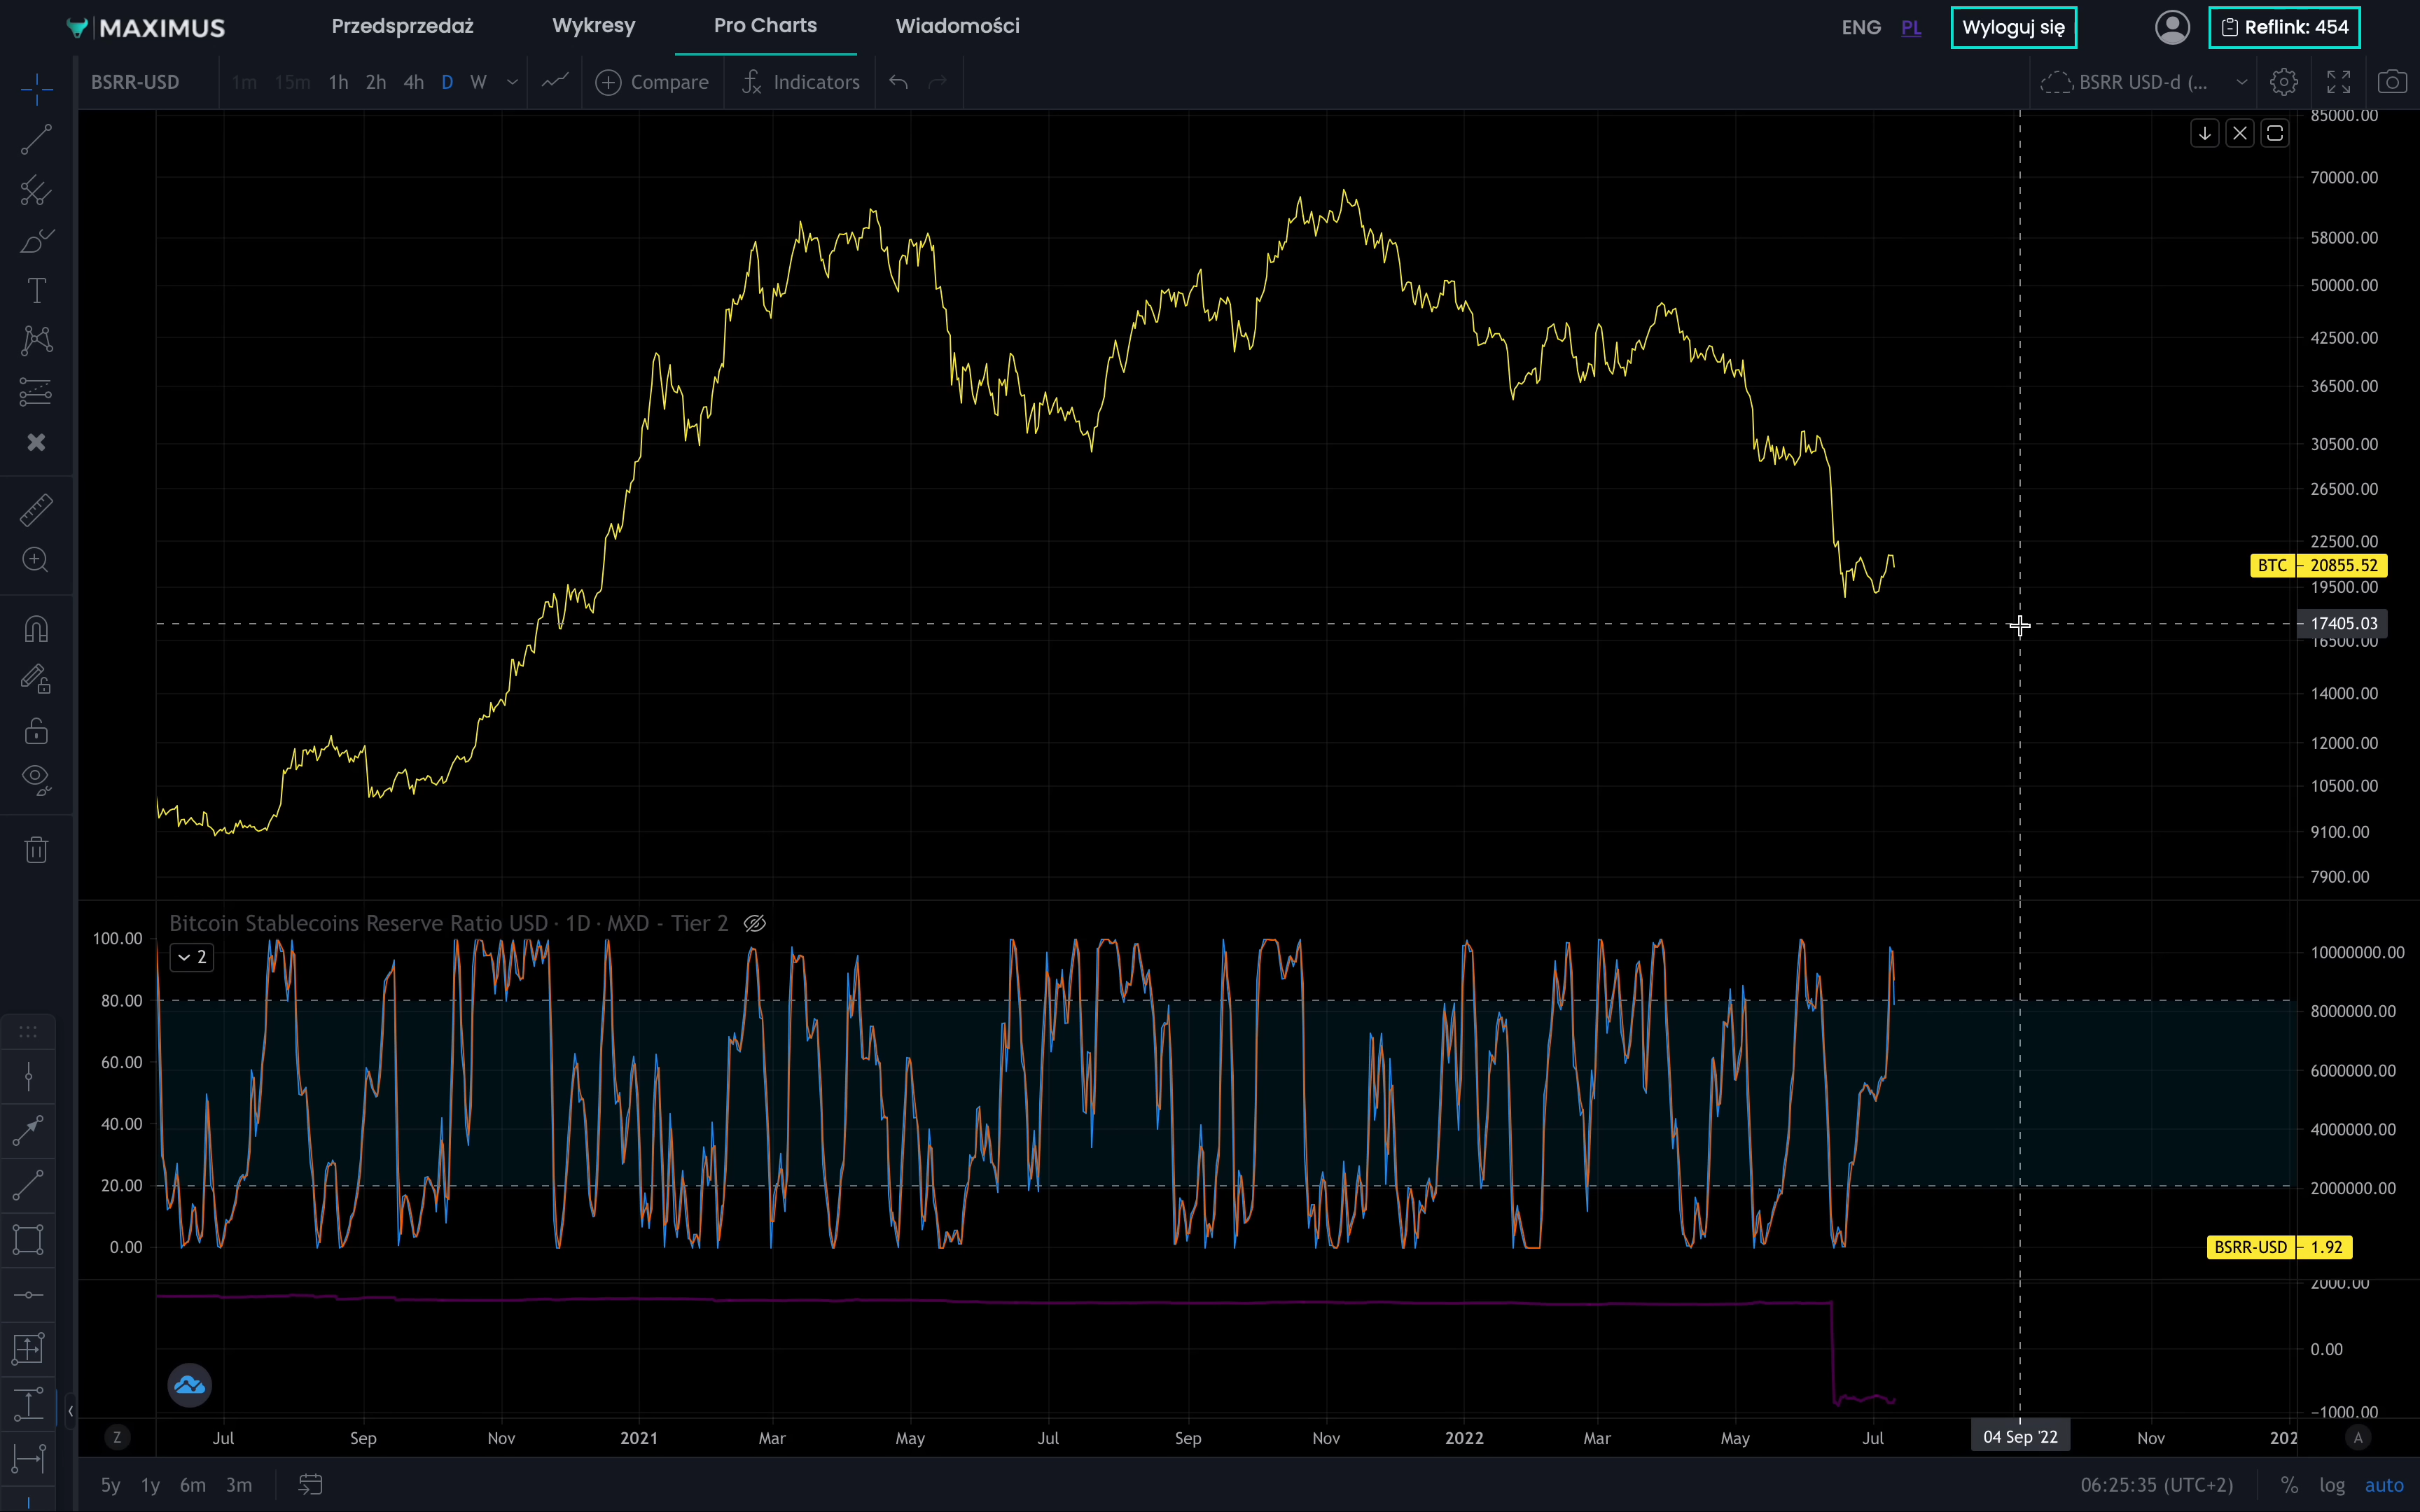 MAXIMUS
Przedsprzedaż
Wykresy
Pro Charts
Wiadomości
ENG
PL
Wyloguj się
Reflink: 454
BSRR-USD
1m
15m
1h
2h
4h
D
W
Compare
Indicators
BSRR USD-d (...
85000.00
70000.00
58000.00
50000.00
42500.00
36500.00
30500.00
26500.00
22500.00
BTC
20855.52
19500.00
17405.03
16500.00
14000.00
12000.00
10500.00
9100.00
7900.00
Bitcoin Stablecoins Reserve Ratio USD · 1D · MXD - Tier 2
2
100.00
80.00
60.00
40.00
20.00
0.00
10000000.00
8000000.00
6000000.00
4000000.00
2000000.00
BSRR-USD
1.92
2000.00
0.00
−1000.00
Z
Jul
Sep
Nov
2021
Mar
May
Jul
Sep
Nov
2022
Mar
May
Jul
04 Sep '22
Nov
202
A
5y
1y
6m
3m
06:25:35 (UTC+2)
%
log
auto